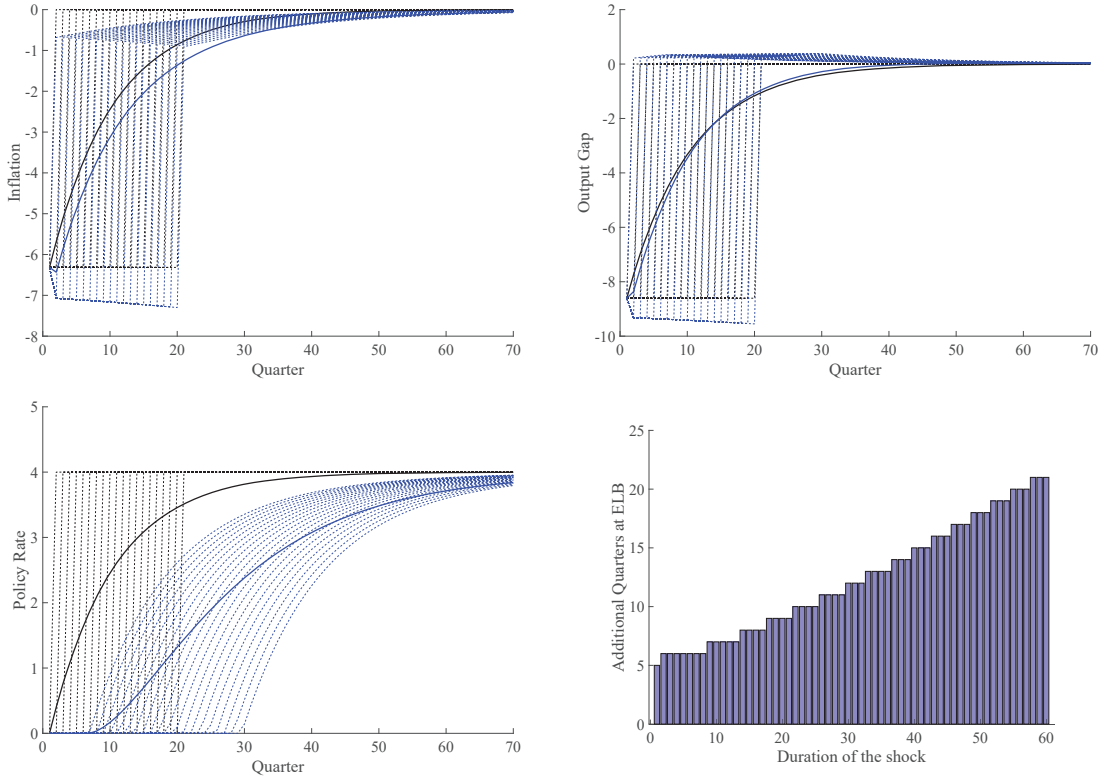 0
-1
-2
-3
-4
-5
-6
-7
-8
Inflation
0 10 20 30 40 50 60 70
Quarter
2
0
-2
-4
-6
-8
-10
Output Gap
0 10 20 30 40 50 60 70
Quarter
5
4
3
2
1
0
Policy Rate
0 10 20 30 40 50 60 70
Quarter
25
20
15
10
5
0
Additional Quarters at ELB
0 10 20 30 40 50 60
Duration of the shock